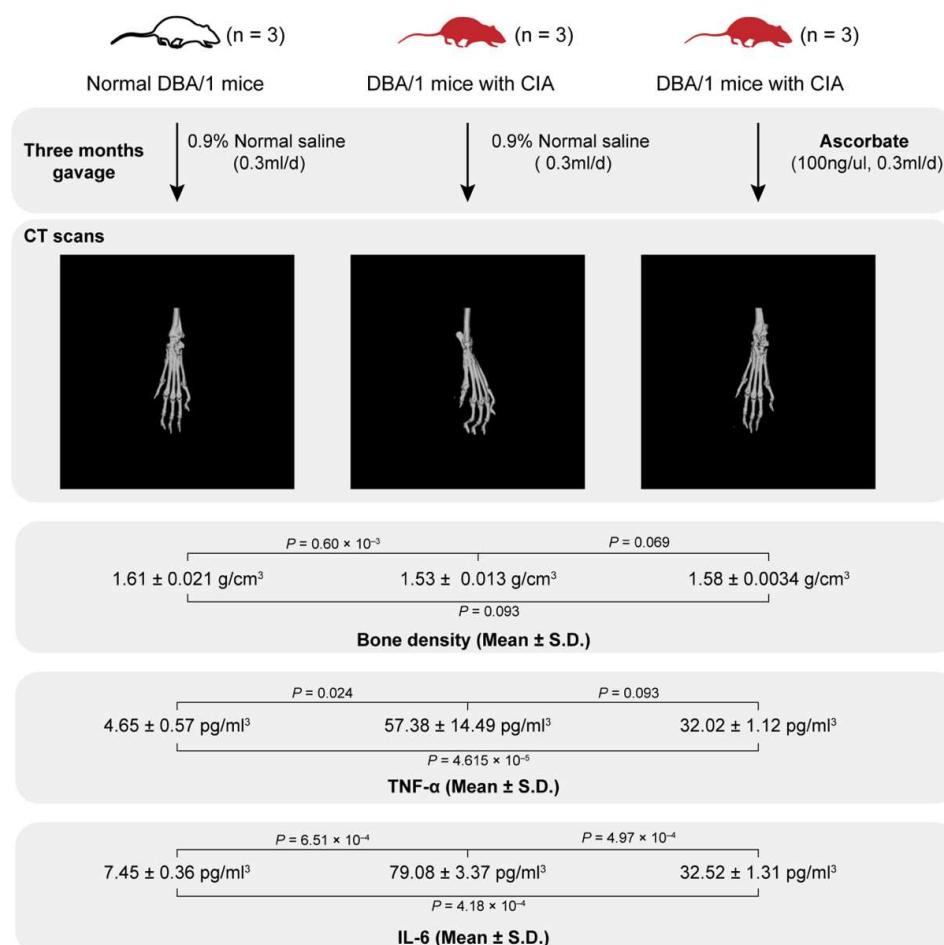 (n = 3) (n = 3) (n = 3)
Normal DBA/1 mice DBA/1 mice with CIA DBA/1 mice with CIA
Three months
gavage
0.9% Normal saline
(0.3ml/d)
0.9% Normal saline
( 0.3ml/d)
Ascorbate
(100ng/ul, 0.3ml/d)
CT scans
P = 0.60 × 10⁻³ P = 0.069
1.61 ± 0.021 g/cm³ 1.53 ± 0.013 g/cm³ 1.58 ± 0.0034 g/cm³
P = 0.093
Bone density (Mean ± S.D.)
P = 0.024 P = 0.093
4.65 ± 0.57 pg/ml³ 57.38 ± 14.49 pg/ml³ 32.02 ± 1.12 pg/ml³
P = 4.615 × 10⁻⁵
TNF-α (Mean ± S.D.)
P = 6.51 × 10⁻⁴ P = 4.97 × 10⁻⁴
7.45 ± 0.36 pg/ml³ 79.08 ± 3.37 pg/ml³ 32.52 ± 1.31 pg/ml³
P = 4.18 × 10⁻⁴
IL-6 (Mean ± S.D.)